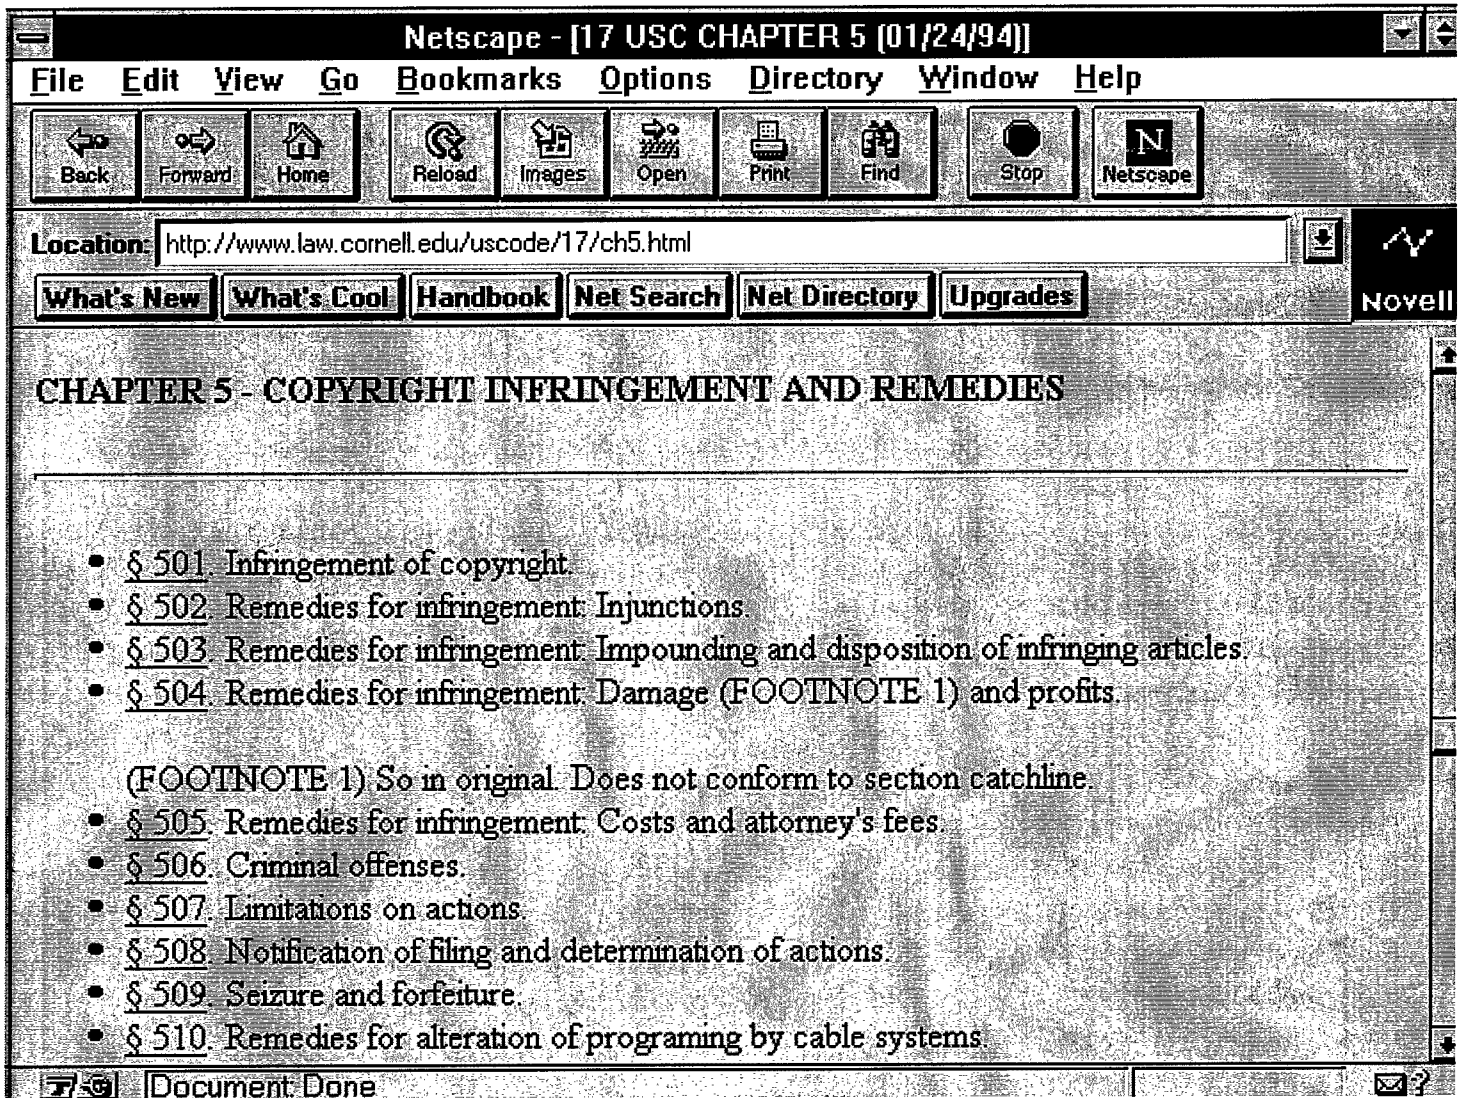 Netscape - [17 USC CHAPTER 5 (01/24/94)]
File Edit View Go Bookmarks Options Directory Window Help
Back Forward Home Reload Images Open Print Find Stop N Netscape
Location: http://www.law.cornell.edu/uscode/17/ch5.html
What's New What's Cool Handbook Net Search Net Directory Upgrades
Novell
CHAPTER 5 - COPYRIGHT INFRINGEMENT AND REMEDIES
• § 501. Infringement of copyright.
• § 502. Remedies for infringement: Injunctions.
• § 503. Remedies for infringement: Impounding and disposition of infringing articles.
• § 504. Remedies for infringement: Damage (FOOTNOTE 1) and profits.
(FOOTNOTE 1) So in original. Does not conform to section catchline.
• § 505. Remedies for infringement: Costs and attorney's fees.
• § 506. Criminal offenses.
• § 507. Limitations on actions.
• § 508. Notification of filing and determination of actions.
• § 509. Seizure and forfeiture.
• § 510. Remedies for alteration of programing by cable systems.
Document: Done
?